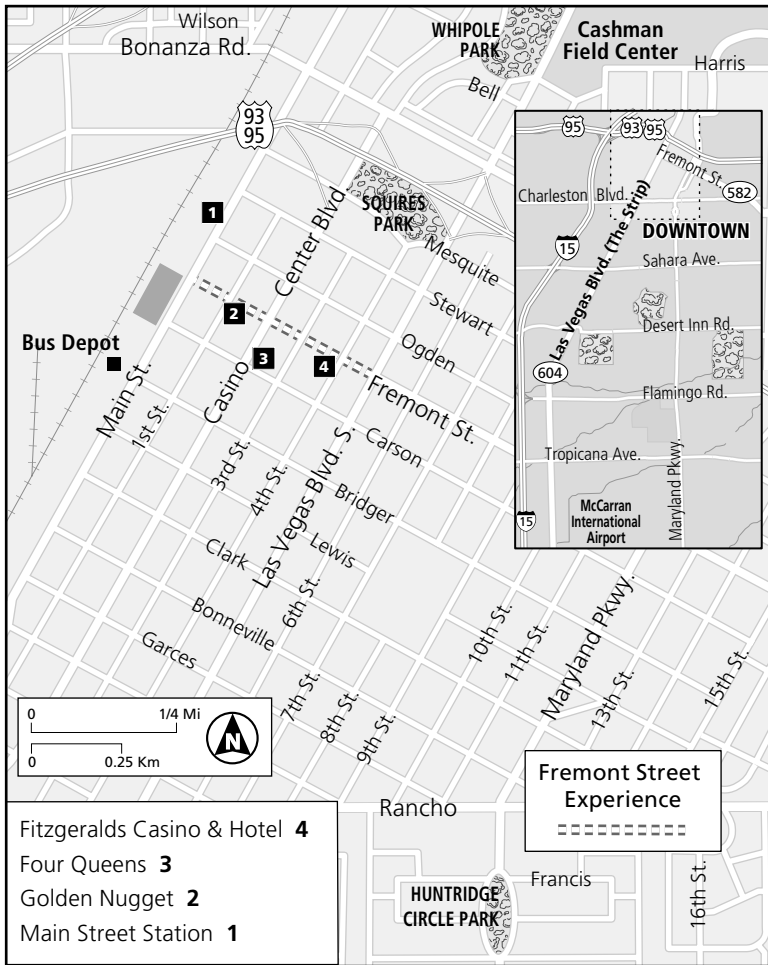 Wilson
Bonanza Rd.
WHIPOLE
PARK
Cashman
Field Center
Harris
Bell
93
95
1
Center Blvd.
SQUIRES
PARK
Mesquite
Stewart
Ogden
2
3
4
Bus Depot
Main St.
1st St.
Casino
Fremont St.
3rd St.
4th St.
Carson
Bridger
Las Vegas Blvd. S.
Lewis
Clark
6th St.
Bonneville
Garces
7th St.
8th St.
9th St.
10th St.
11th St.
Maryland Pkwy.
13th St.
15th St.
95
93
95
Fremont St.
582
Charleston Blvd.
15
Las Vegas Blvd. (The Strip)
DOWNTOWN
Sahara Ave.
Desert Inn Rd.
604
Flamingo Rd.
Tropicana Ave.
Maryland Pkwy.
15
McCarran
International
Airport
0 1/4 Mi
0 0.25 Km
N
Fremont Street
Experience
Rancho
Francis
16th St.
HUNTRIDGE
CIRCLE PARK
Fitzgeralds Casino & Hotel 4
Four Queens 3
Golden Nugget 2
Main Street Station 1